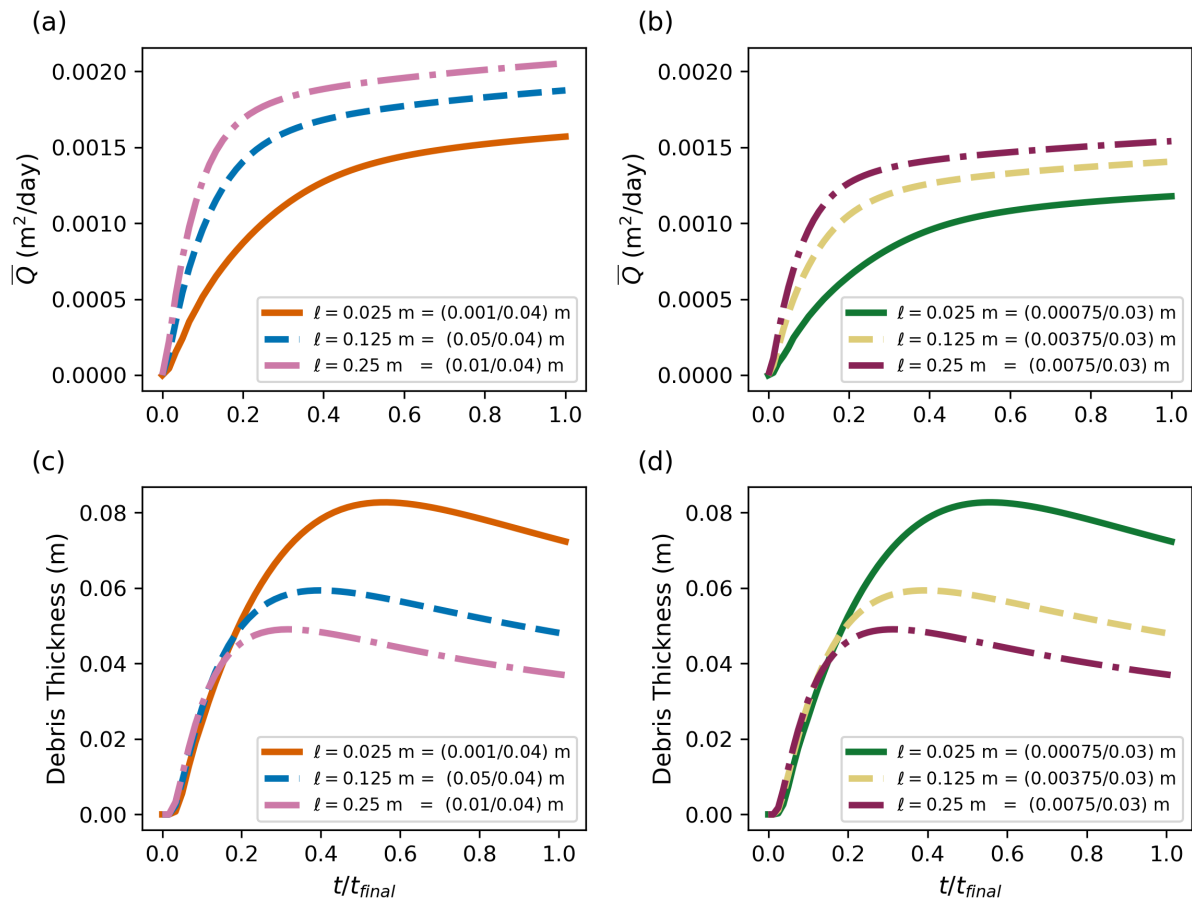 (a)
(b)
0.0020
0.0015
0.0010
0.0005
0.0000
Q̅ (m²/day)
ℓ = 0.025 m = (0.001/0.04) m
ℓ = 0.125 m = (0.05/0.04) m
ℓ = 0.25 m = (0.01/0.04) m
0.0 0.2 0.4 0.6 0.8 1.0
0.0020
0.0015
0.0010
0.0005
0.0000
Q̅ (m²/day)
ℓ = 0.025 m = (0.00075/0.03) m
ℓ = 0.125 m = (0.00375/0.03) m
ℓ = 0.25 m = (0.0075/0.03) m
0.0 0.2 0.4 0.6 0.8 1.0
(c)
(d)
0.08
0.06
0.04
0.02
0.00
Debris Thickness (m)
ℓ = 0.025 m = (0.001/0.04) m
ℓ = 0.125 m = (0.05/0.04) m
ℓ = 0.25 m = (0.01/0.04) m
0.0 0.2 0.4 0.6 0.8 1.0
t/t_final
0.08
0.06
0.04
0.02
0.00
Debris Thickness (m)
ℓ = 0.025 m = (0.00075/0.03) m
ℓ = 0.125 m = (0.00375/0.03) m
ℓ = 0.25 m = (0.0075/0.03) m
0.0 0.2 0.4 0.6 0.8 1.0
t/t_final